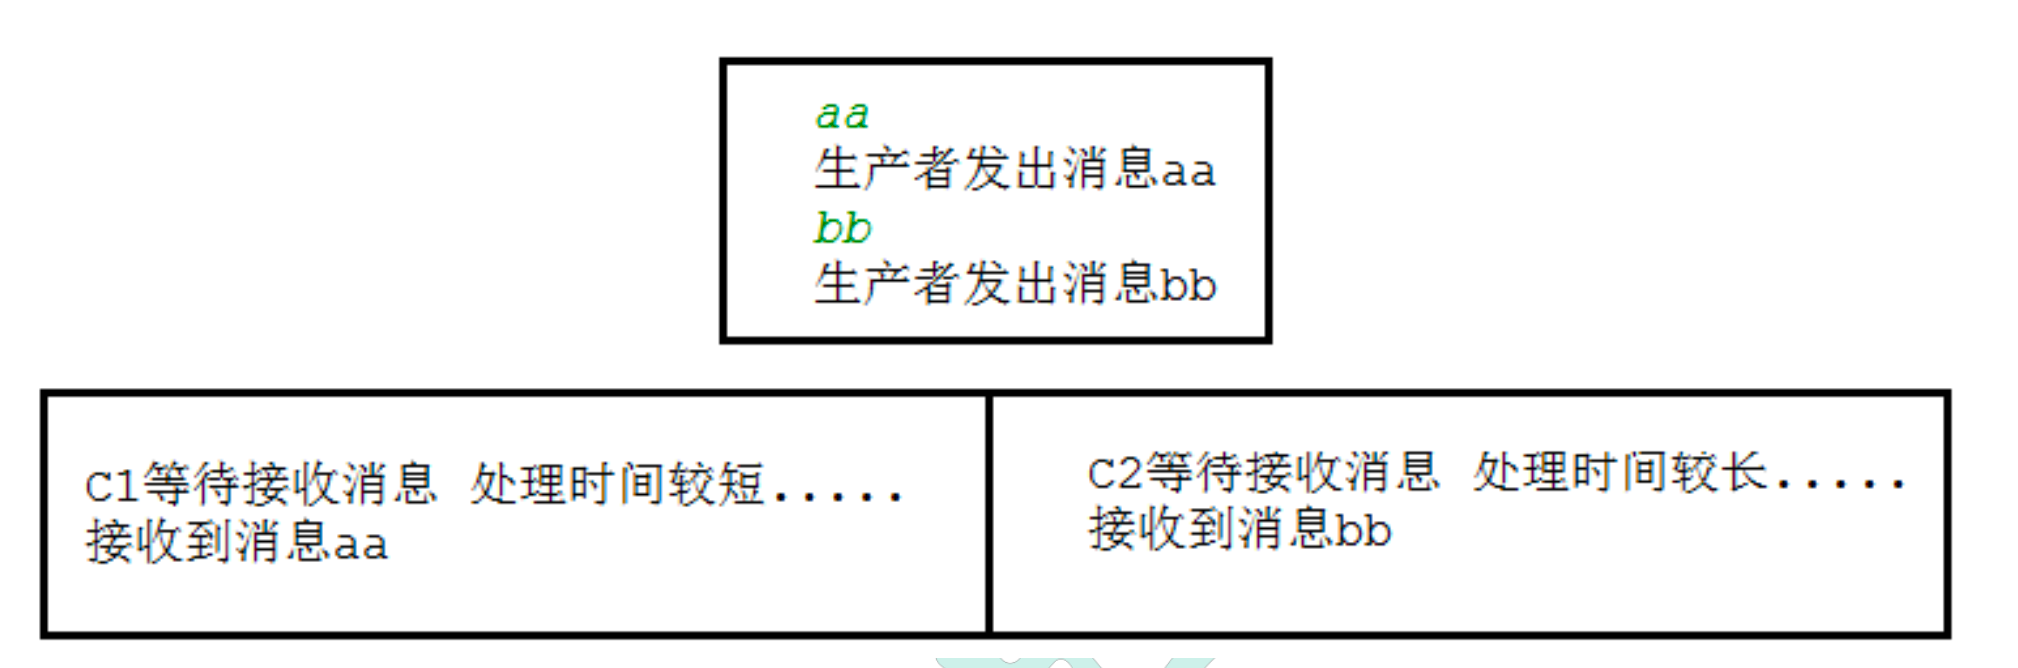 aa
生产者发出消息aa
bb
生产者发出消息bb
C1等待接收消息 处理时间较短.....
接收到消息aa
C2等待接收消息 处理时间较长.....
接收到消息bb